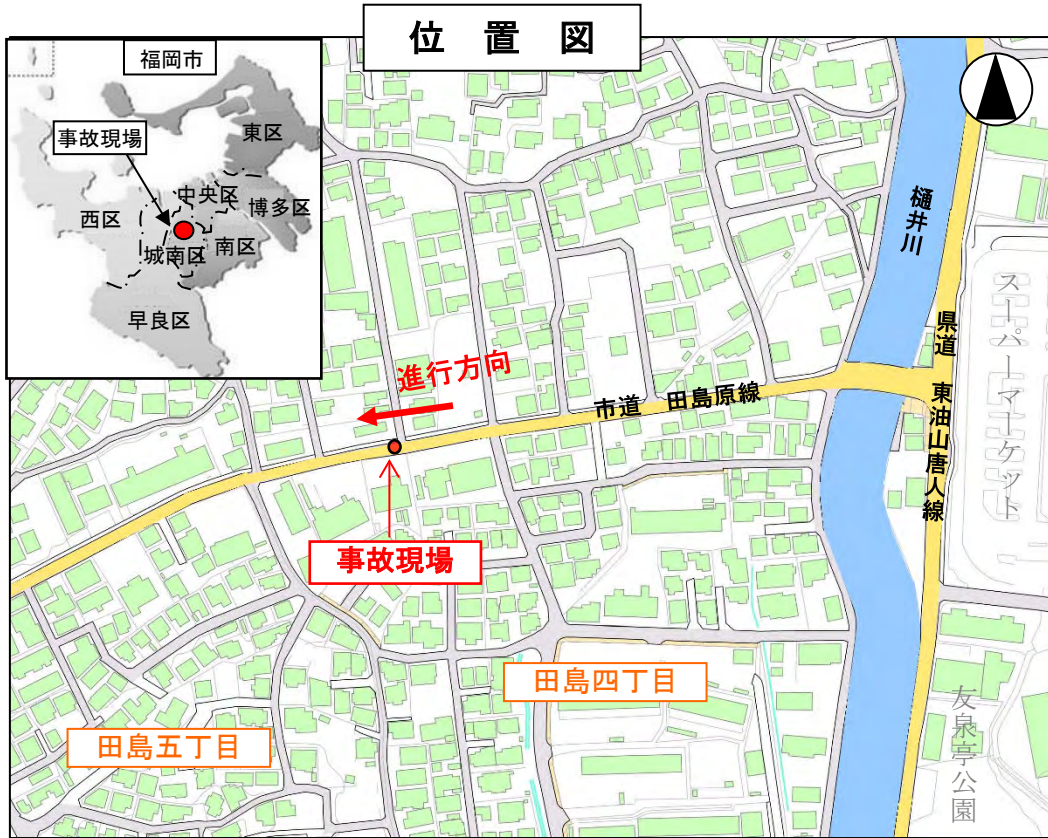 位 置 図
福岡市
事故現場
東区
中央区
博多区
西区
城南区
南区
早良区
樋井川
県道 東油山唐人線
スーパーマーケット
進行方向
市道 田島原線
事故現場
田島四丁目
田島五丁目
友泉亭公園